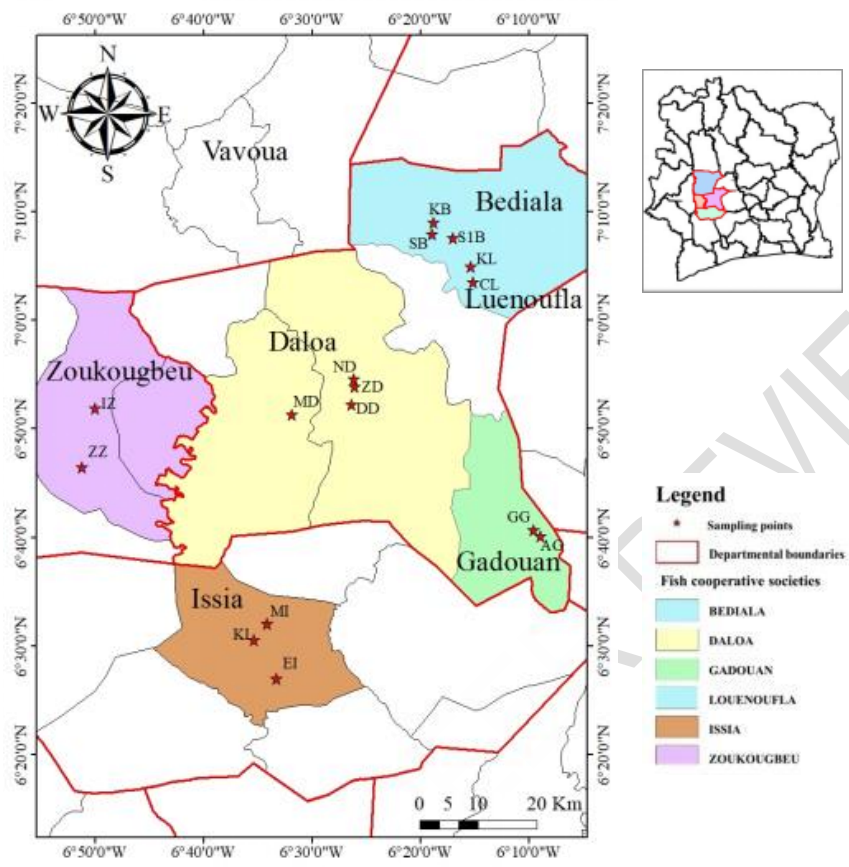 6°50'0"W 6°40'0"W 6°30'0"W 6°20'0"W 6°10'0"W
N
W E
S
7°20'0"N 7°20'0"N
Vavoua
7°10'0"N 7°10'0"N
Bediala
KB
SB S1B
KL
CL
Luenoufla
7°0'0"N 7°0'0"N
Daloa
Zoukougbeu
ND
ZD
IZ MD DD
6°50'0"N 6°50'0"N
ZZ
GG
AG
6°40'0"N 6°40'0"N
Gadouan
Issia
MI
KI
EI
6°30'0"N 6°30'0"N
6°20'0"N 6°20'0"N
0 5 10 20 Km
6°50'0"W 6°40'0"W 6°30'0"W 6°20'0"W 6°10'0"W
Legend
Sampling points
Departmental boundaries
Fish cooperative societies
BEDIALA
DALOA
GADOUAN
LOUENOUFLA
ISSIA
ZOUKOUGBEU